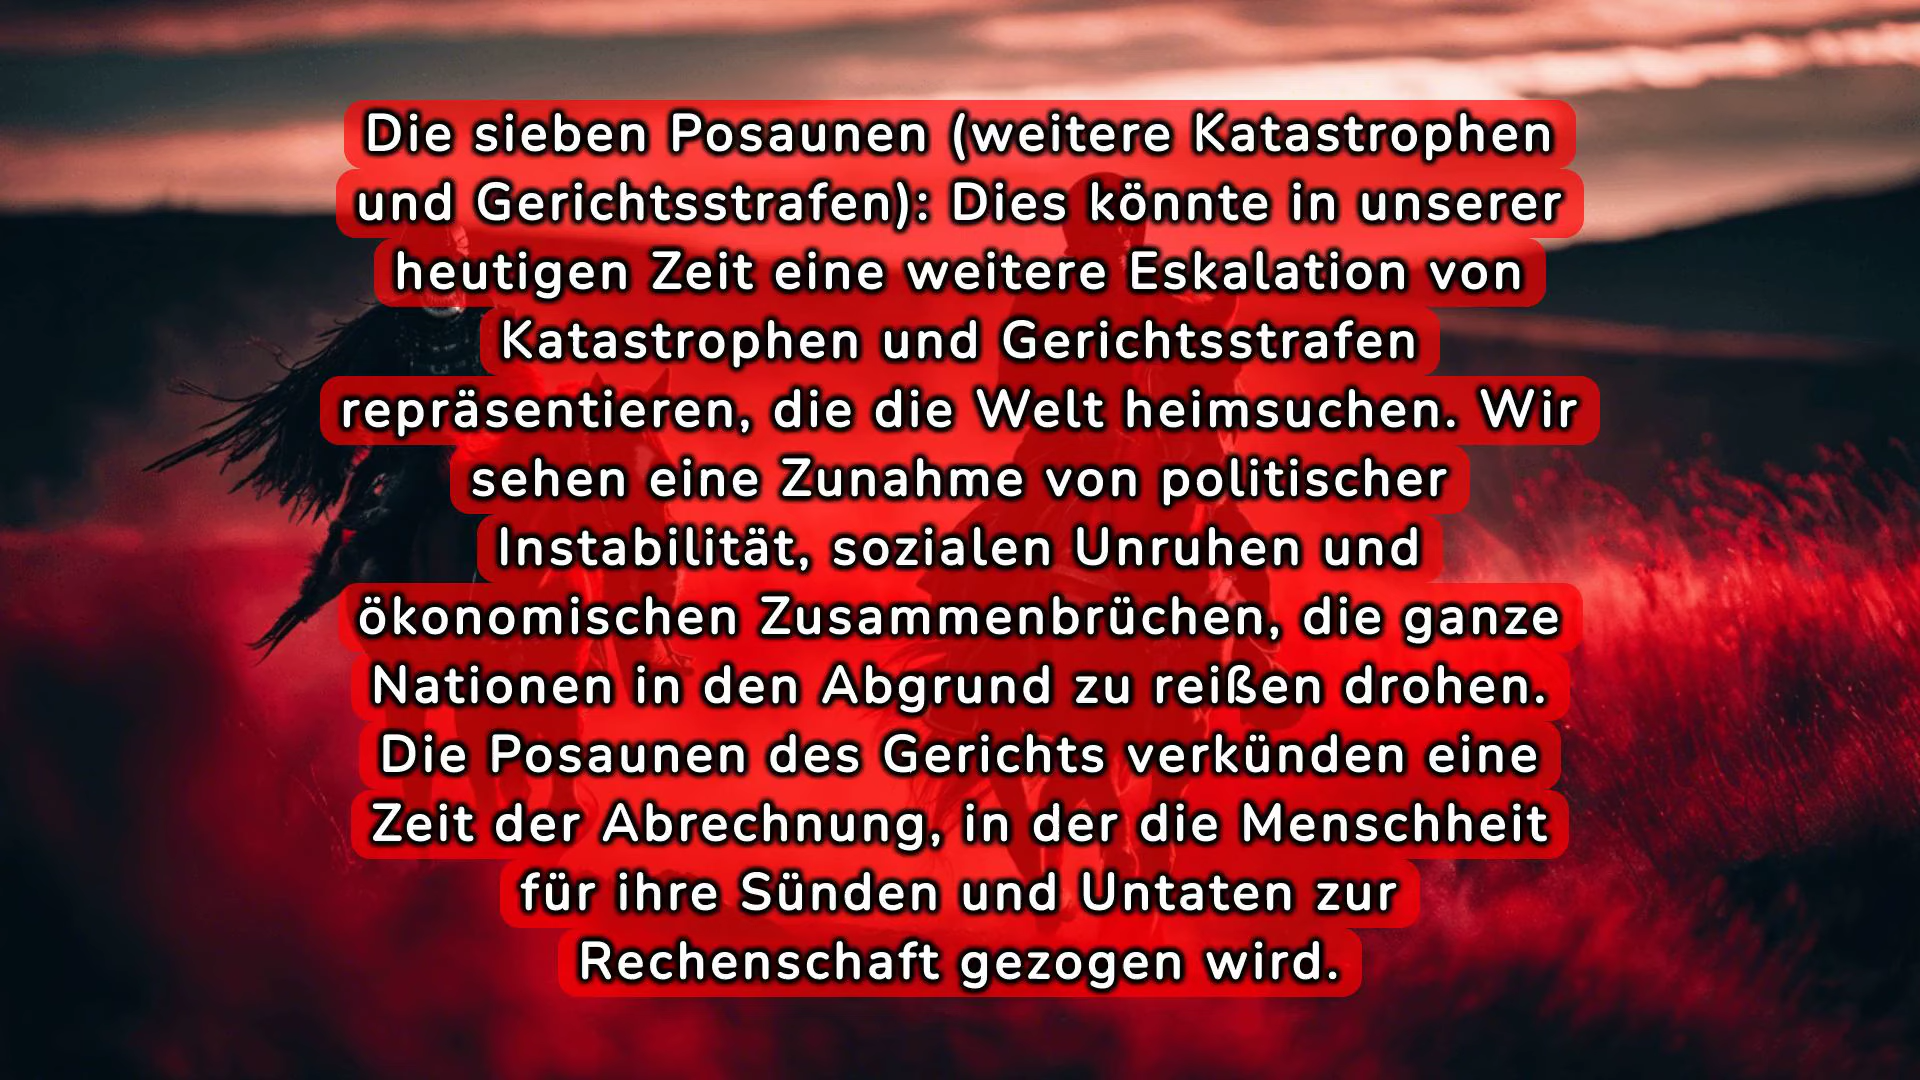 Die sieben Posaunen (weitere Katastrophen
und Gerichtsstrafen): Dies könnte in unserer
heutigen Zeit eine weitere Eskalation von
Katastrophen und Gerichtsstrafen
repräsentieren, die die Welt heimsuchen. Wir
sehen eine Zunahme von politischer
Instabilität, sozialen Unruhen und
ökonomischen Zusammenbrüchen, die ganze
Nationen in den Abgrund zu reißen drohen.
Die Posaunen des Gerichts verkünden eine
Zeit der Abrechnung, in der die Menschheit
für ihre Sünden und Untaten zur
Rechenschaft gezogen wird.